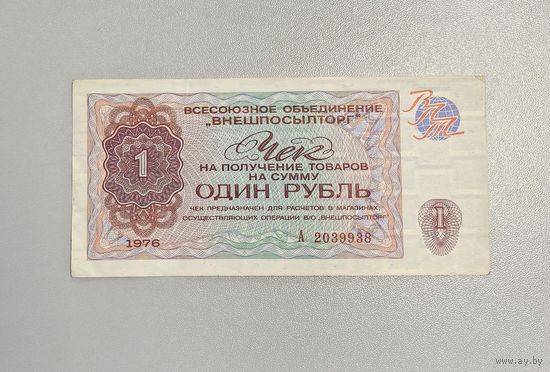 ВСЕСОЮЗНОЕ ОБЪЕДИНЕНИЕ
„ВНЕШПОСЫЛТОРГ"
ВПТ
Чек
НА ПОЛУЧЕНИЕ ТОВАРОВ
НА СУММУ
ОДИН РУБЛЬ
1
ЧЕК ПРЕДНАЗНАЧЕН ДЛЯ РАСЧЕТОВ В МАГАЗИНАХ,
ОСУЩЕСТВЛЯЮЩИХ ОПЕРАЦИИ В/О „ВНЕШПОСЫЛТОРГ"
1
1976
А 2039938
www.ay.by